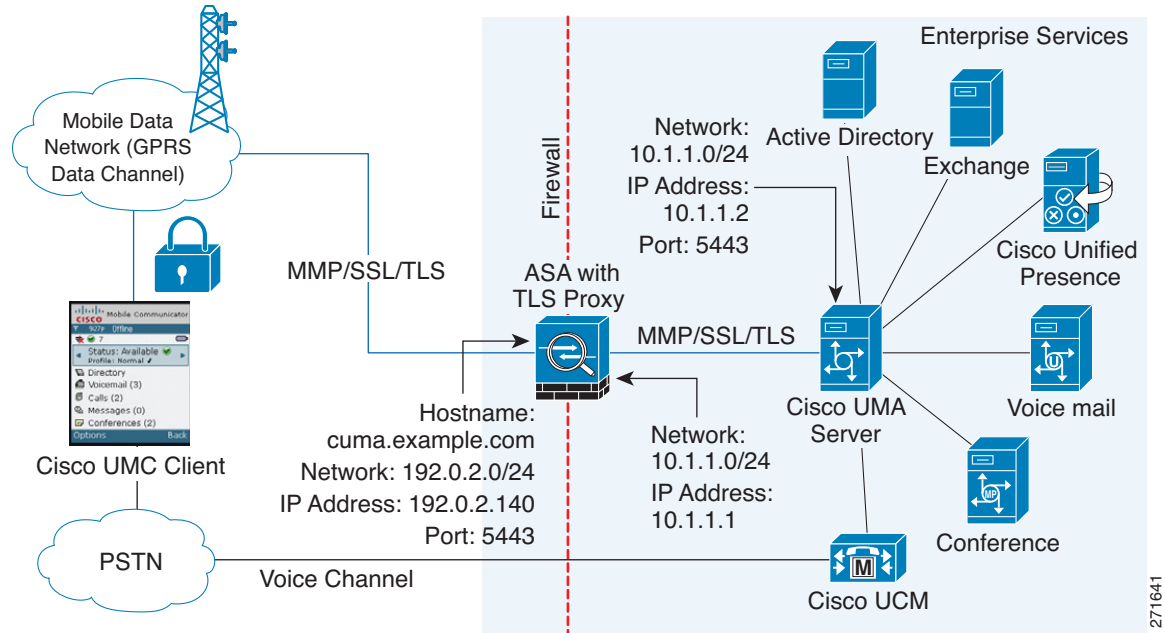 Enterprise Services
Mobile Data
Network (GPRS
Data Channel)
Firewall
Network:
10.1.1.0/24
IP Address:
10.1.1.2
Port: 5443
Active Directory
Exchange
Cisco Unified
Presence
MMP/SSL/TLS
ASA with
TLS Proxy
MMP/SSL/TLS
CISCO Mobile Communicator
927p Offline
7
Status: Available
Profile: Normal
Directory
Voicemail (3)
Calls (2)
Messages (0)
Conferences (2)
Options Back
Cisco UMC Client
Hostname:
cuma.example.com
Network: 192.0.2.0/24
IP Address: 192.0.2.140
Port: 5443
Network:
10.1.1.0/24
IP Address:
10.1.1.1
Cisco UMA
Server
U
Voice mail
MP
Conference
PSTN
Voice Channel
M
Cisco UCM
271641